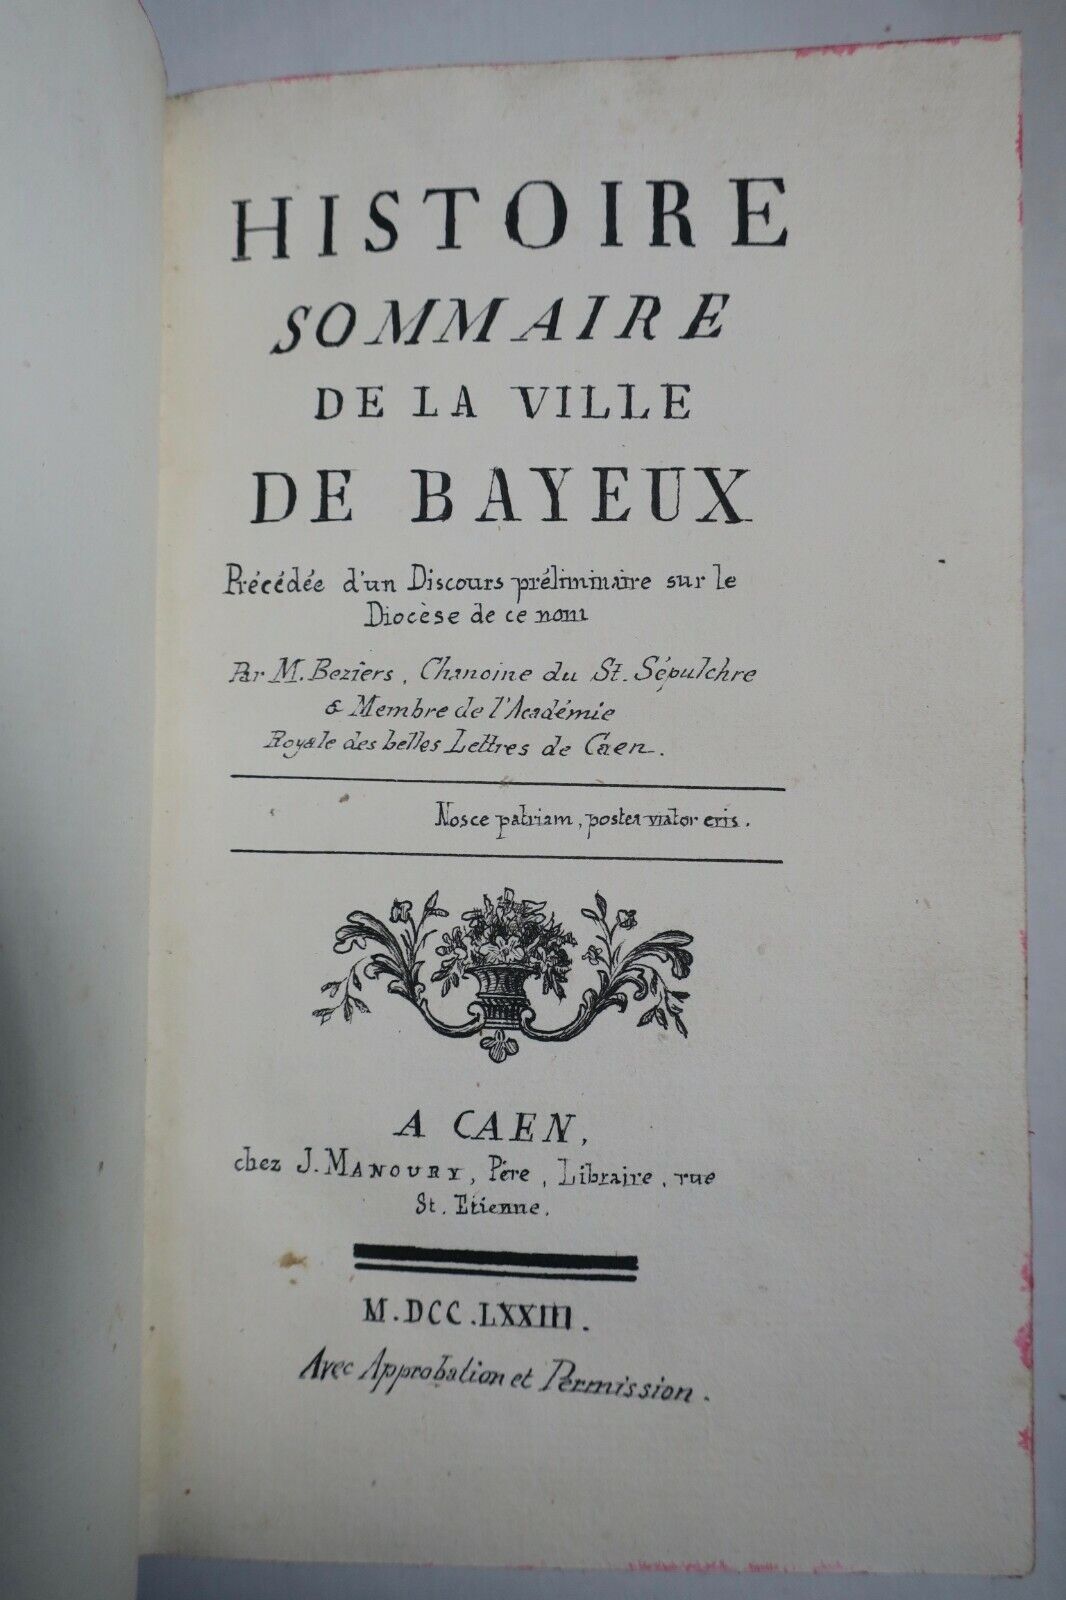 HISTOIRE
SOMMAIRE
DE LA VILLE
DE BAYEUX
Précédée d'un Discours préliminaire sur le
Diocèse de ce nom
Par M. Beziers, Chanoine du St. Sépulchre
& Membre de l'Académie
Royale des belles Lettres de Caen.
Nosce patriam, postea viator eris.
A CAEN,
chez J. MANOURY, Père, Libraire, rue
St. Etienne.
M.DCC.LXXIII.
Avec Approbation et Permission.